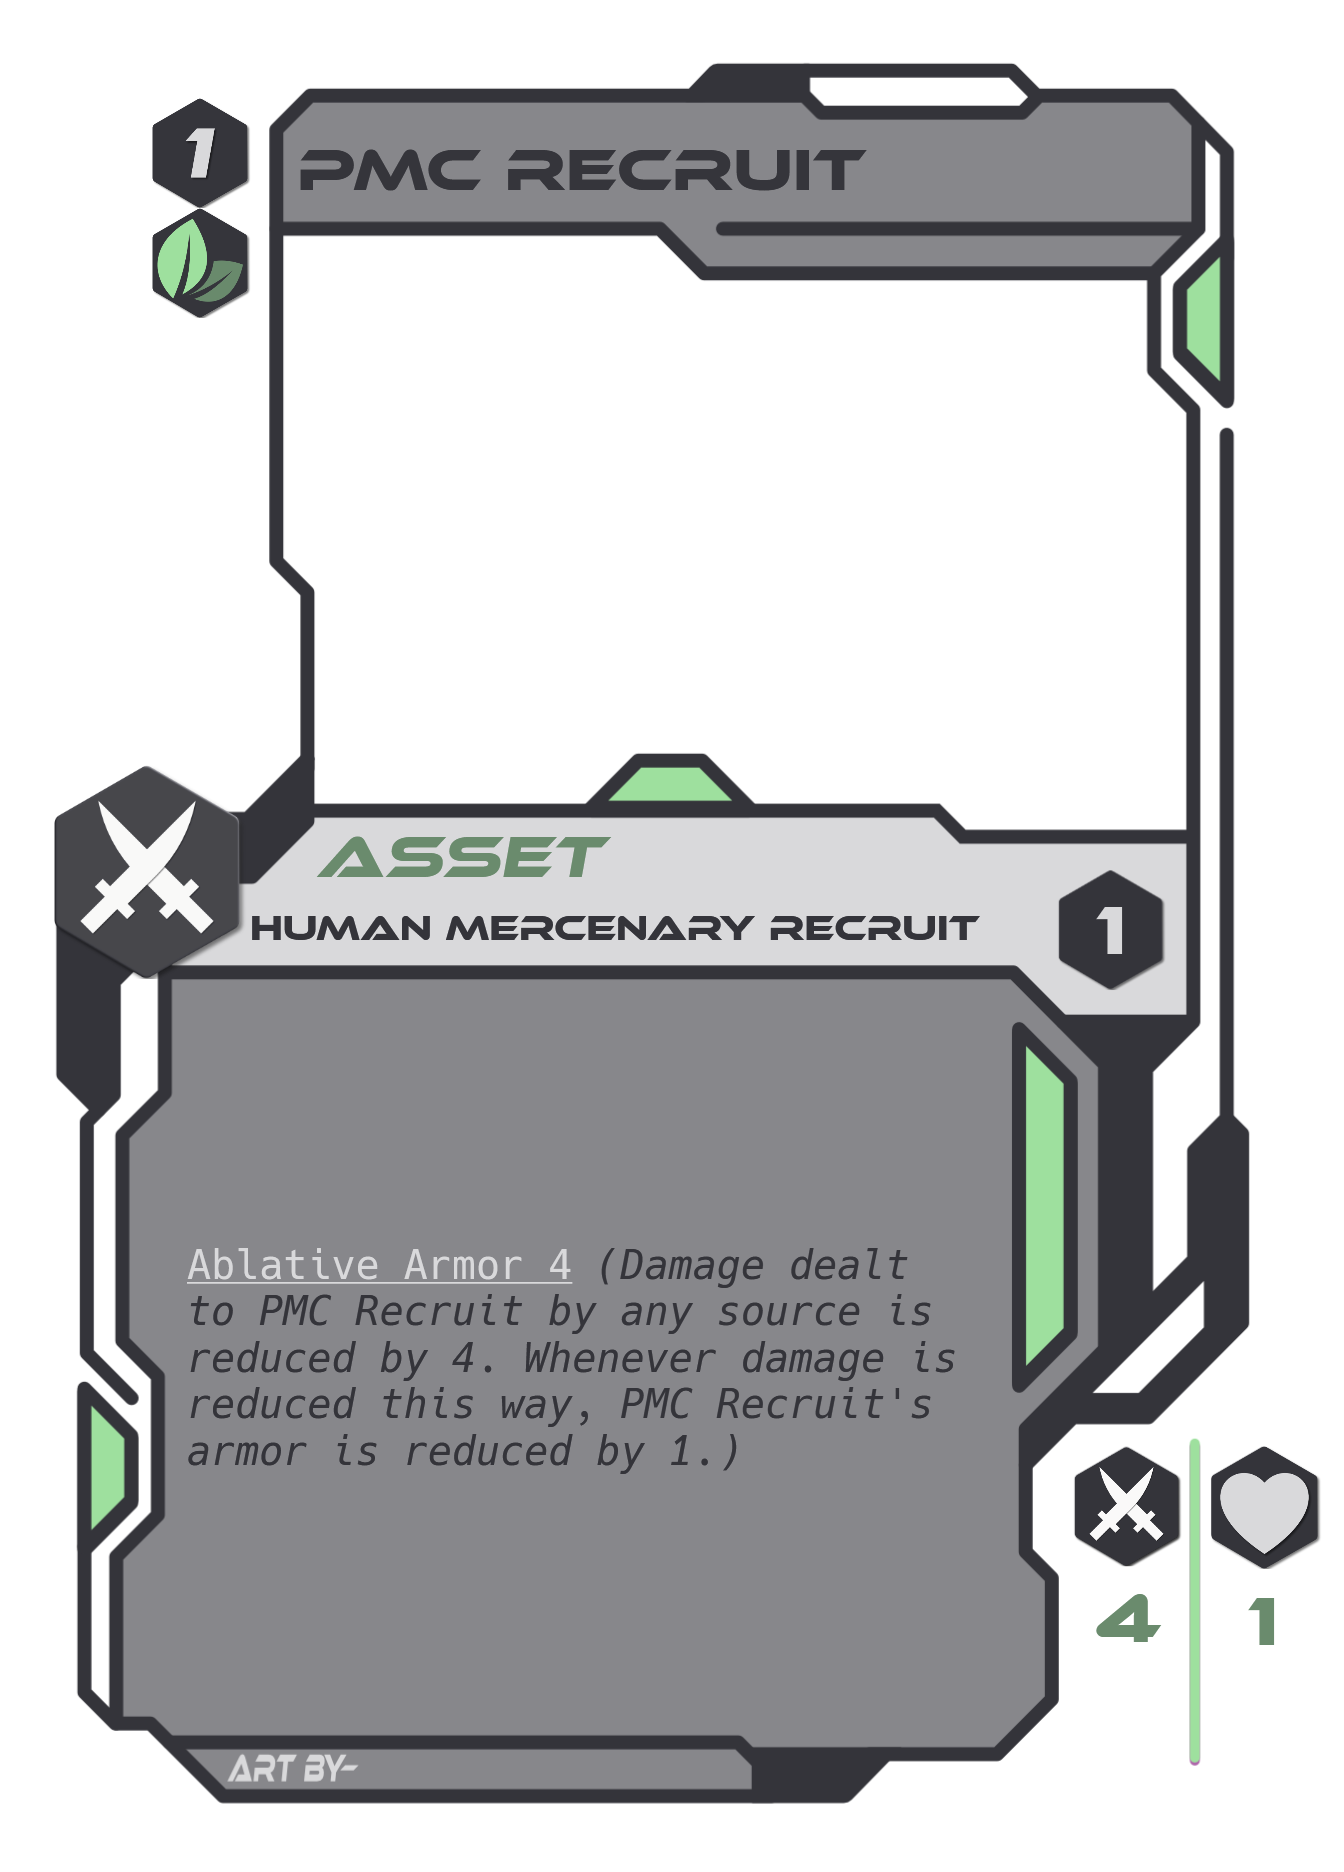 1
PMC RECRUIT
ASSET
HUMAN MERCENARY RECRUIT
1
Ablative Armor 4 (Damage dealt
to PMC Recruit by any source is
reduced by 4. Whenever damage is
reduced this way, PMC Recruit's
armor is reduced by 1.)
4
1
ART BY-